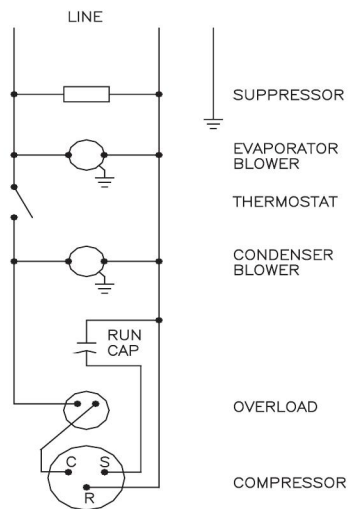 LINE
SUPPRESSOR
EVAPORATOR
BLOWER
THERMOSTAT
CONDENSER
BLOWER
RUN
CAP
OVERLOAD
C S
R
COMPRESSOR